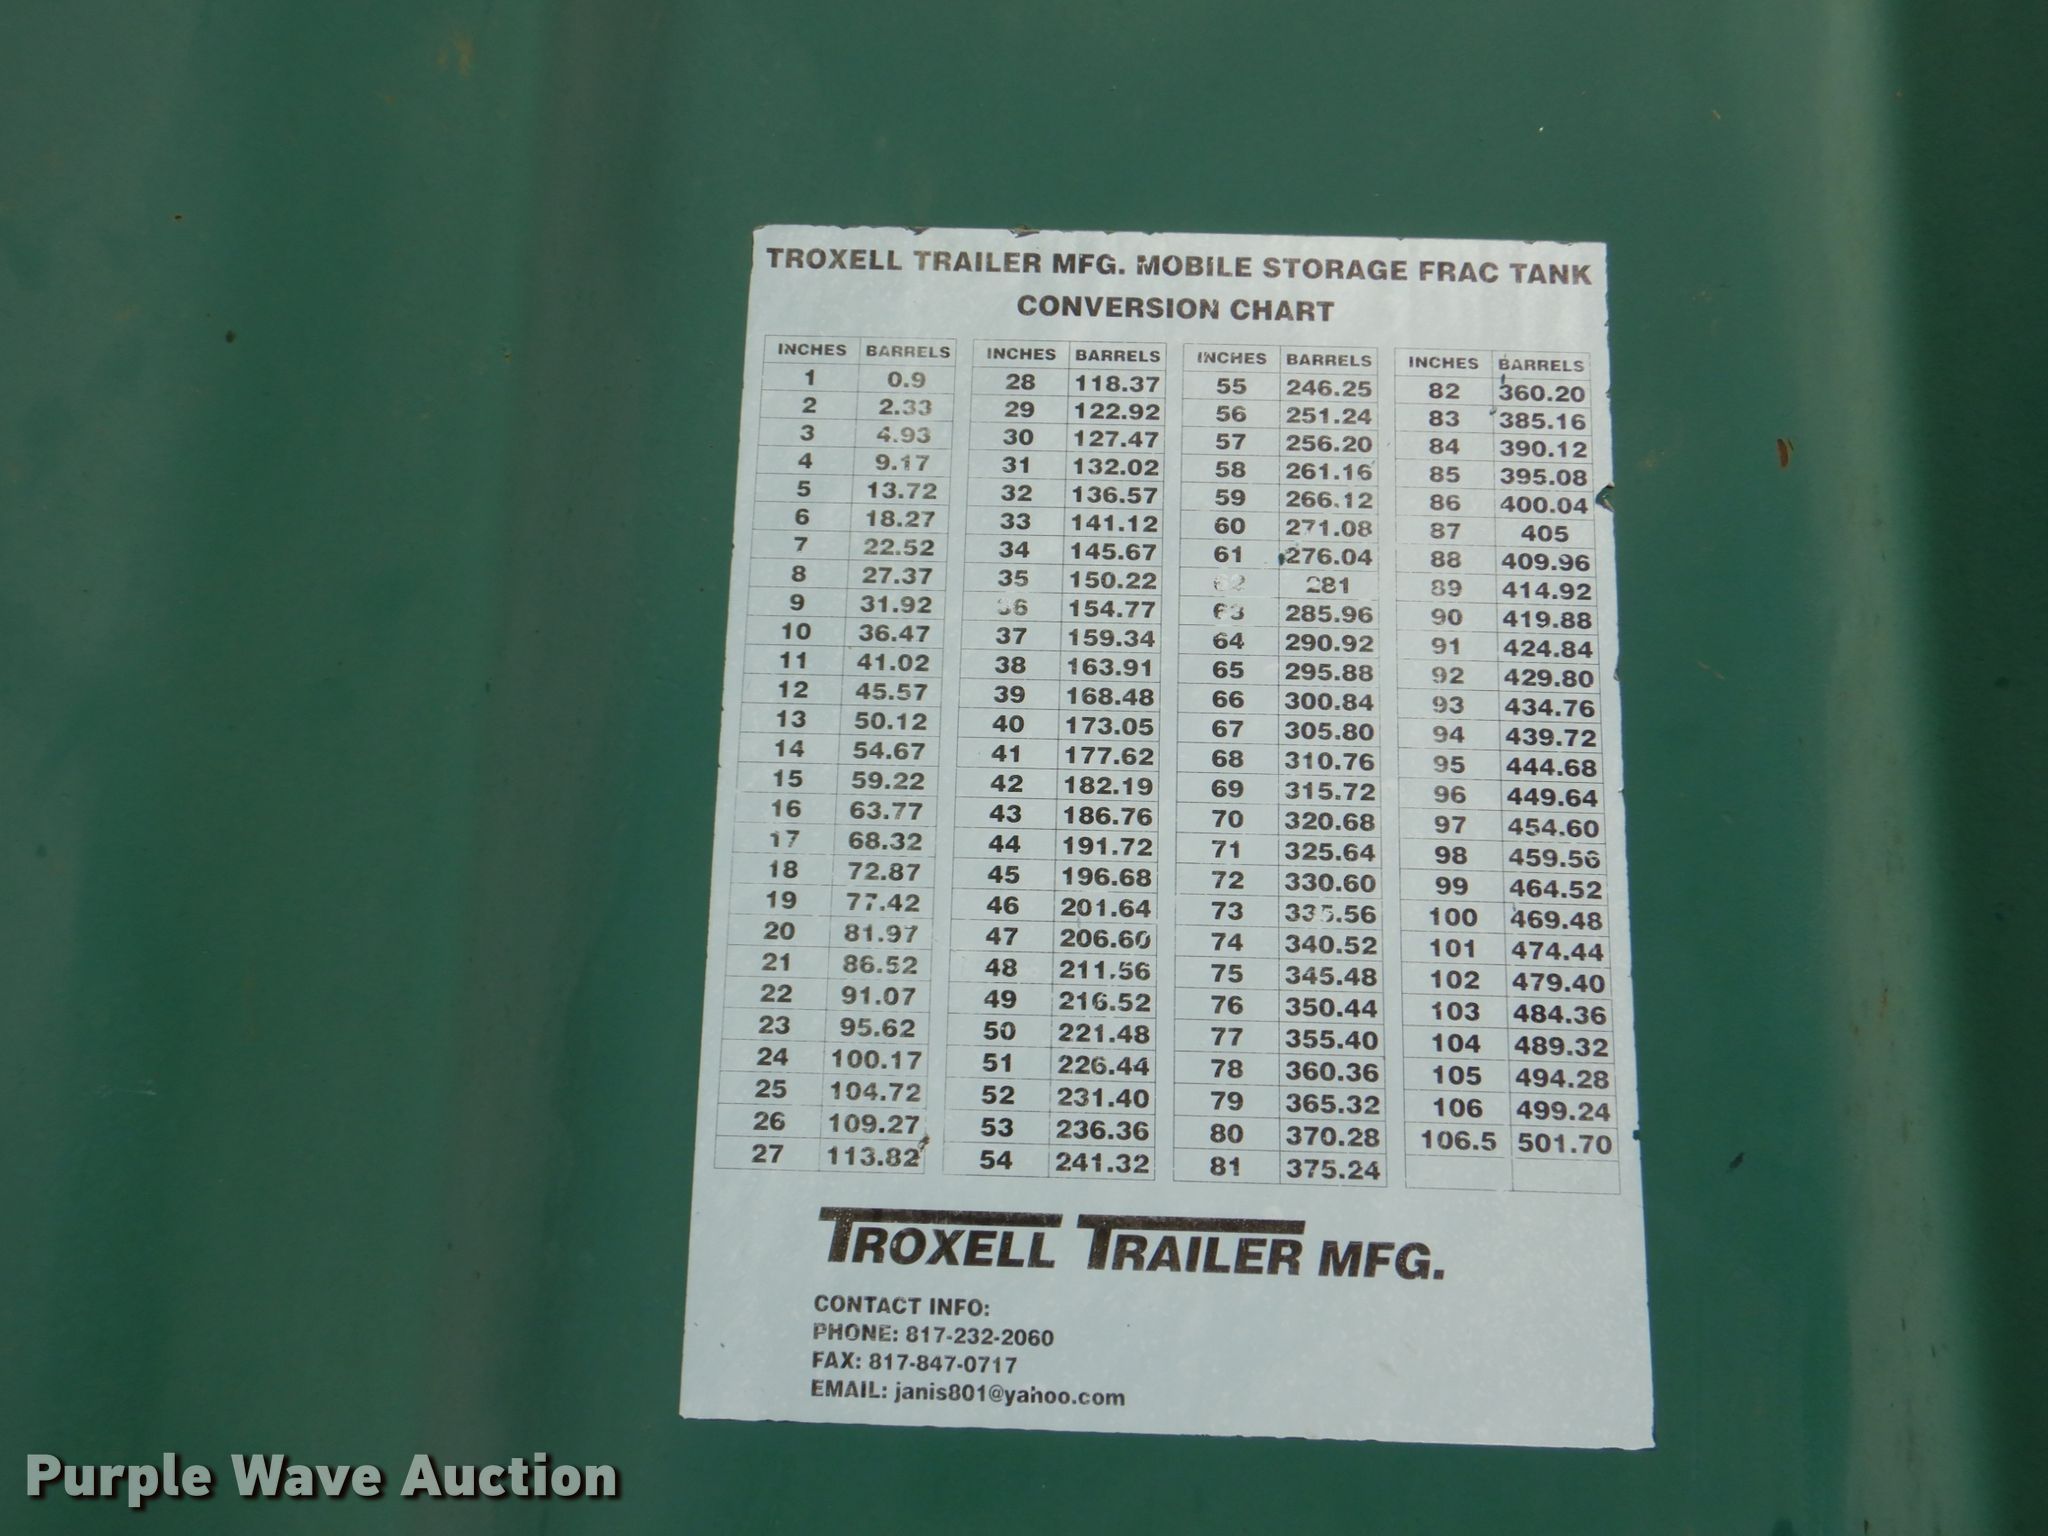 TROXELL TRAILER MFG. MOBILE STORAGE FRAC TANK
CONVERSION CHART
INCHES BARRELS INCHES BARRELS INCHES BARRELS INCHES BARRELS
1 0.9 28 118.37 55 246.25 82 360.20
2 2.33 29 122.92 56 251.24 83 385.16
3 4.93 30 127.47 57 256.20 84 390.12
4 9.17 31 132.02 58 261.16 85 395.08
5 13.72 32 136.57 59 266.12 86 400.04
6 18.27 33 141.12 60 271.08 87 405
7 22.52 34 145.67 61 276.04 88 409.96
8 27.37 35 150.22 62 281 89 414.92
9 31.92 36 154.77 63 285.96 90 419.88
10 36.47 37 159.34 64 290.92 91 424.84
11 41.02 38 163.91 65 295.88 92 429.80
12 45.57 39 168.48 66 300.84 93 434.76
13 50.12 40 173.05 67 305.80 94 439.72
14 54.67 41 177.62 68 310.76 95 444.68
15 59.22 42 182.19 69 315.72 96 449.64
16 63.77 43 186.76 70 320.68 97 454.60
17 68.32 44 191.72 71 325.64 98 459.56
18 72.87 45 196.68 72 330.60 99 464.52
19 77.42 46 201.64 73 335.56 100 469.48
20 81.97 47 206.60 74 340.52 101 474.44
21 86.52 48 211.56 75 345.48 102 479.40
22 91.07 49 216.52 76 350.44 103 484.36
23 95.62 50 221.48 77 355.40 104 489.32
24 100.17 51 226.44 78 360.36 105 494.28
25 104.72 52 231.40 79 365.32 106 499.24
26 109.27 53 236.36 80 370.28 106.5 501.70
27 113.82 54 241.32 81 375.24
TROXELL TRAILER MFG.
CONTACT INFO:
PHONE: 817-232-2060
FAX: 817-847-0717
EMAIL: janis801@yahoo.com
Purple Wave Auction